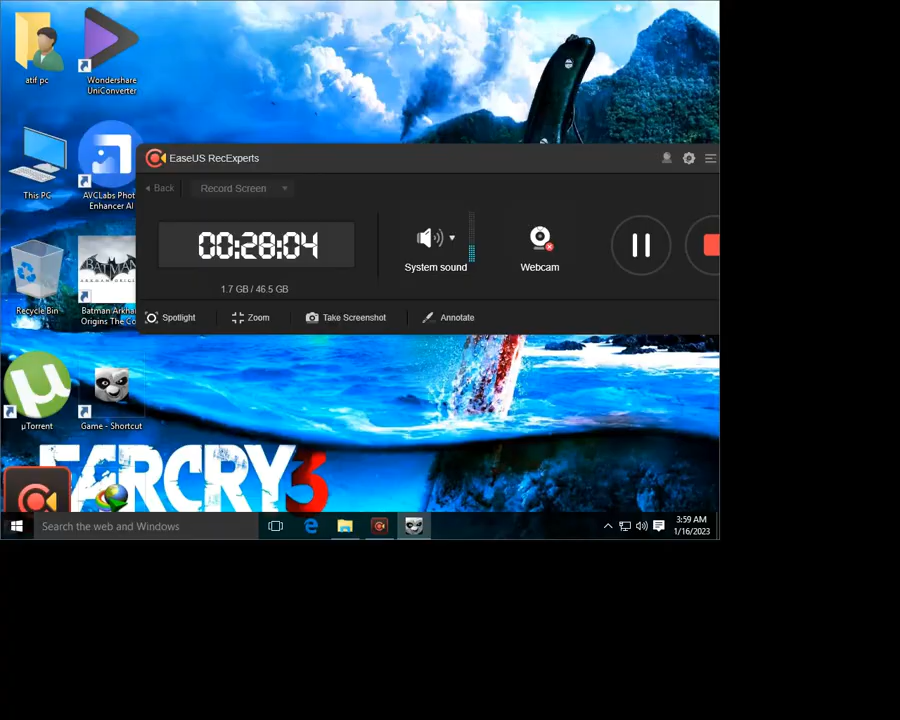 atif pc
Wondershare
UniConverter
This PC
AVCLabs Phot
Enhancer AI
Recycle Bin
Batman Arkha
Origins The Co
µTorrent
Game - Shortcut
EaseUS RecExperts
Back
Record Screen
00:28:04
1.7 GB / 46.5 GB
System sound
Webcam
Spotlight
Zoom
Take Screenshot
Annotate
FARCRY3
Search the web and Windows
3:59 AM
1/16/2023